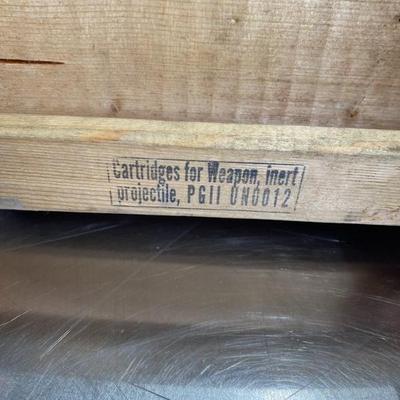 Cartridges for Weapon, inert
projectile, PGII UN0012